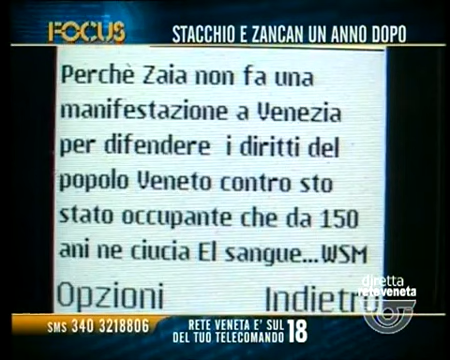 FOCUS
STACCHIO E ZANCAN UN ANNO DOPO
Perchè Zaia non fa una
manifestazione a Venezia
per difendere i diritti del
popolo Veneto contro sto
stato occupante che da 150
ani ne ciucia El sangue...WSM
Opzioni Indietro
diretta
reteveneta
SMS 340 3218806
RETE VENETA E' SUL
DEL TUO TELECOMANDO 18